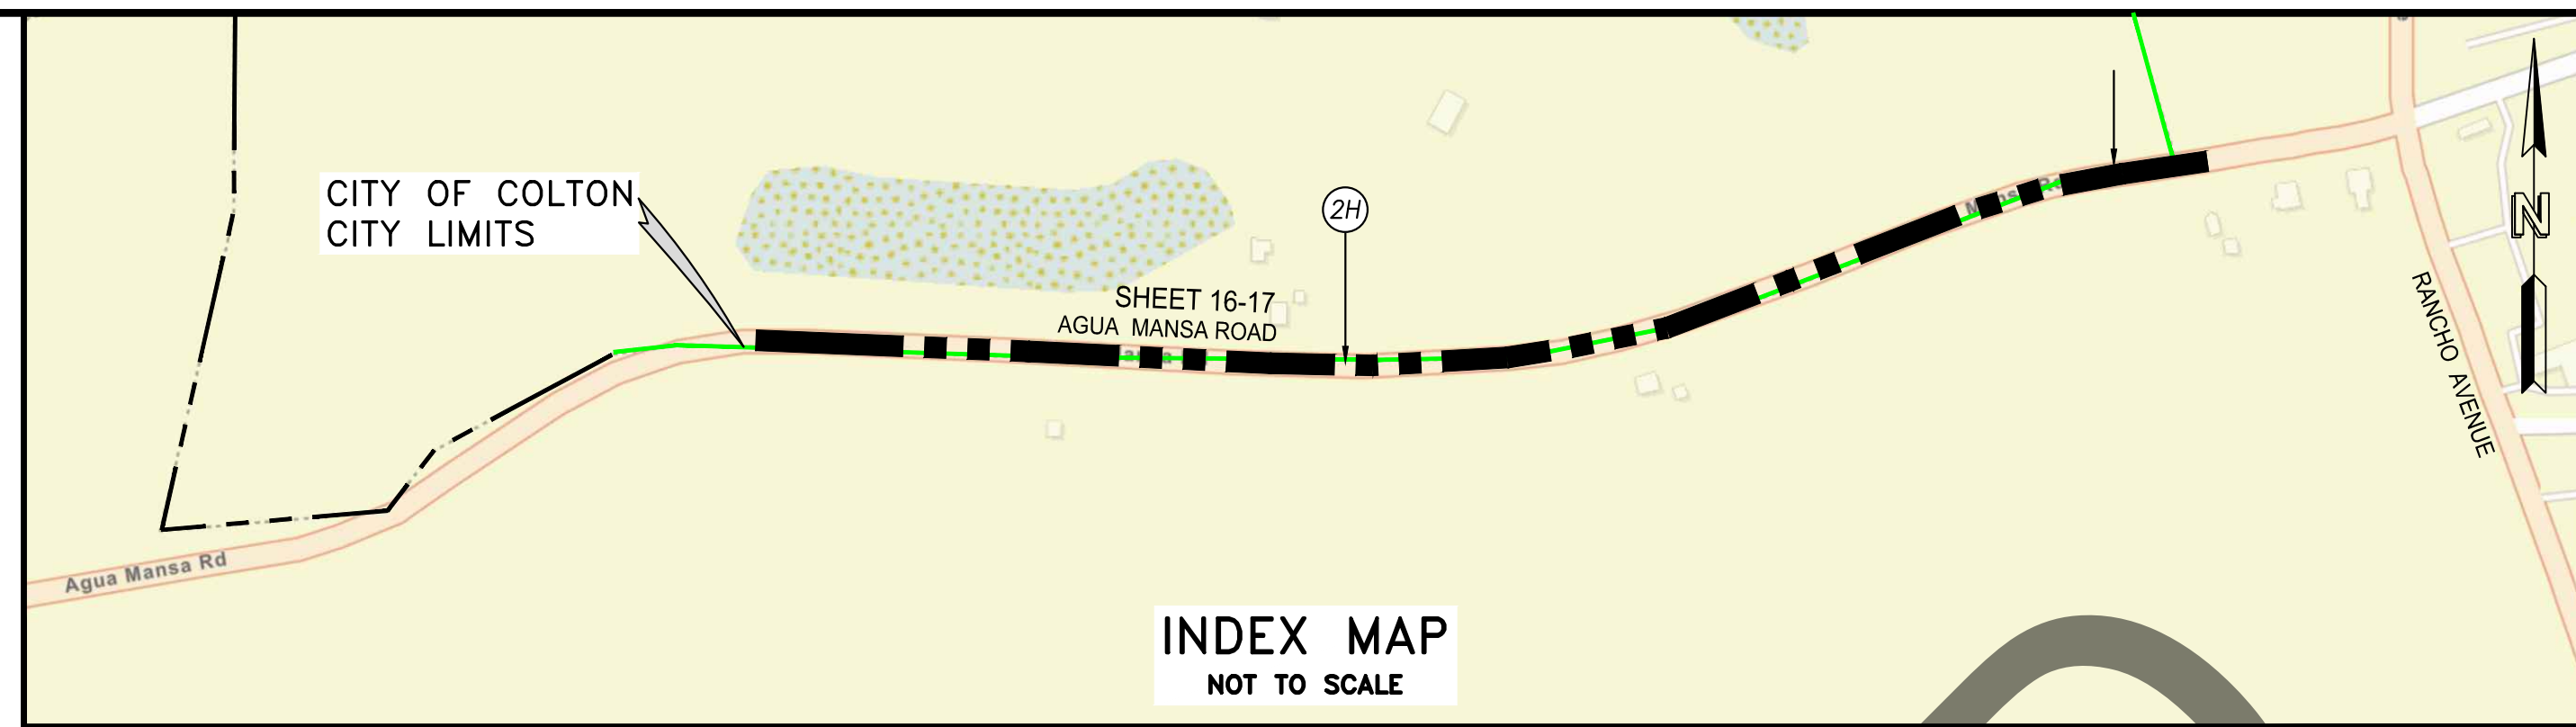 CITY OF COLTON
CITY LIMITS
2H
SHEET 16-17
AGUA MANSA ROAD
N
RANCHO AVENUE
Agua Mansa Rd
INDEX MAP
NOT TO SCALE